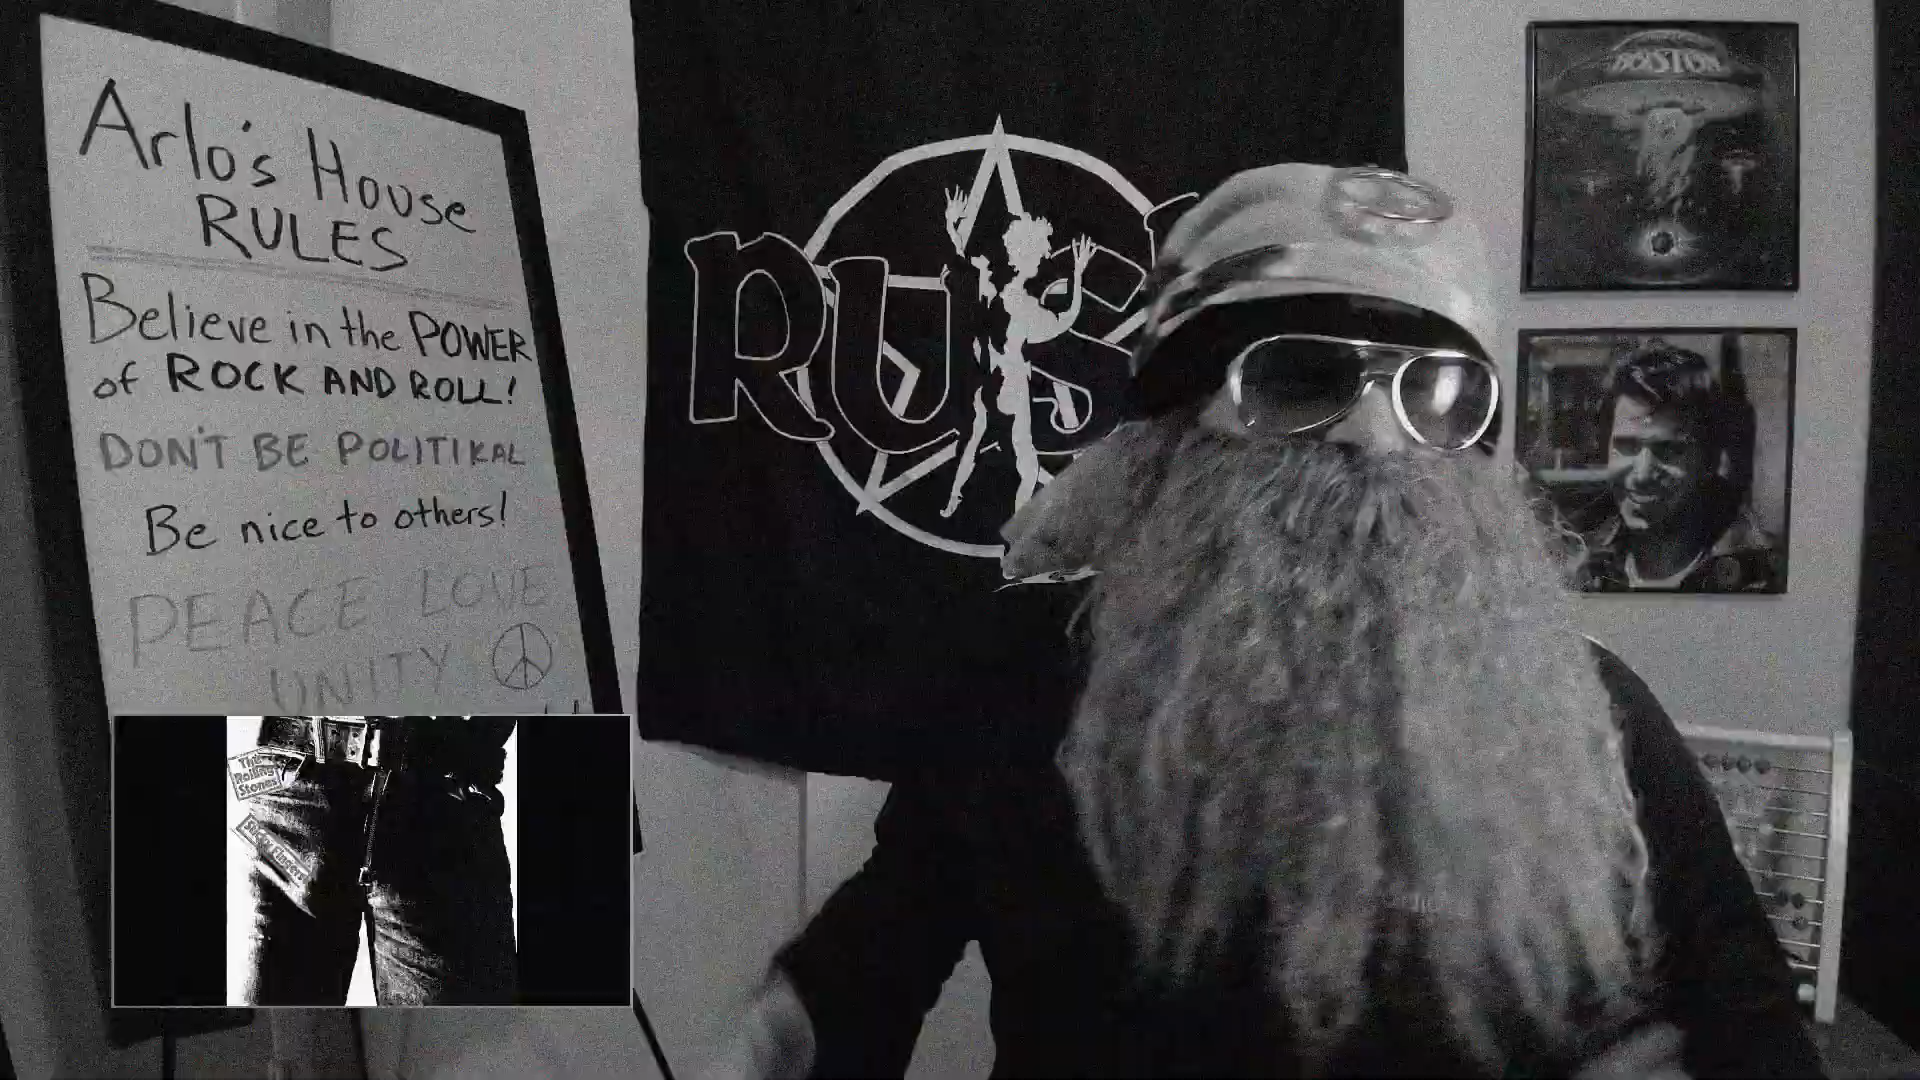 Arlo's House
RULES
Believe in the POWER
of ROCK AND ROLL!
DON'T BE POLITIKAL
Be nice to others!
PEACE LOVE
UNITY
RUS
BOSTON
The
Rolling
Stones
Sticky Fingers